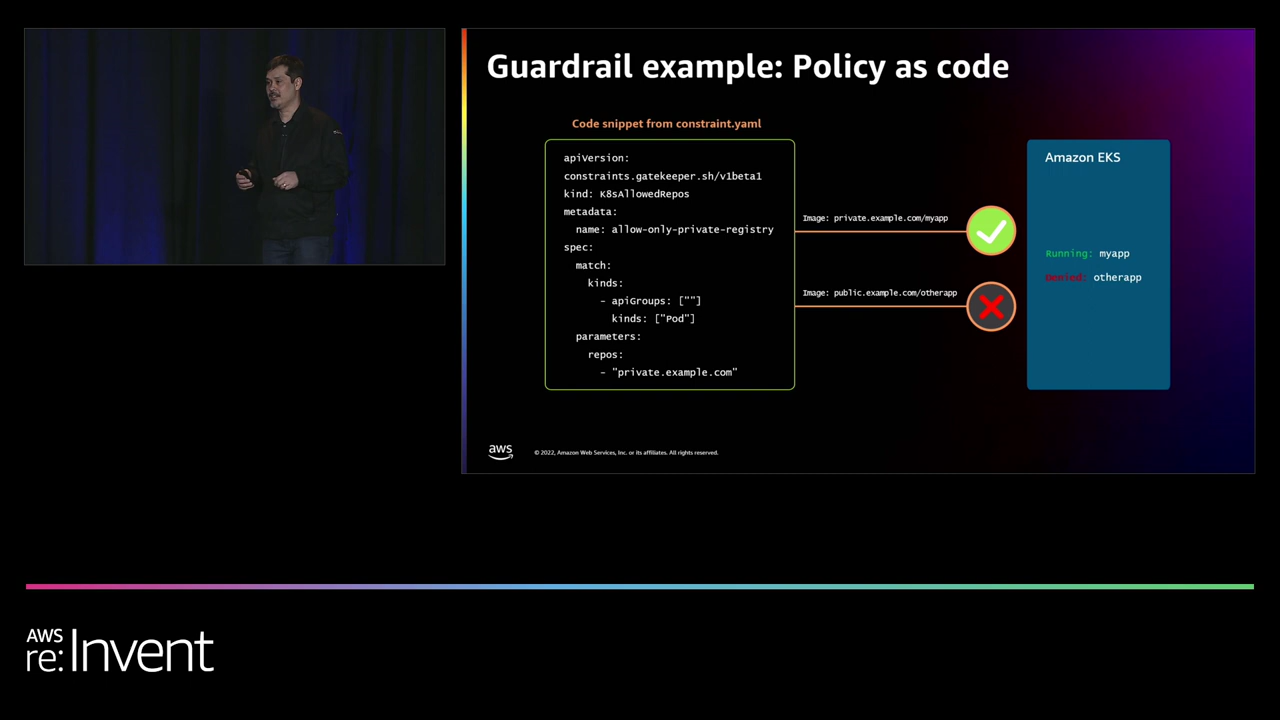 Guardrail example: Policy as code
Code snippet from constraint.yaml
apiversion:
constraints.gatekeeper.sh/v1beta1
kind: K8sAllowedRepos
metadata:
name: allow-only-private-registry
spec:
match:
kinds:
- apiGroups: [""]
kinds: ["Pod"]
parameters:
repos:
- "private.example.com"
Image: private.example.com/myapp
Image: public.example.com/otherapp
Amazon EKS
Running: myapp
Denied: otherapp
aws
© 2022, Amazon Web Services, Inc. or its affiliates. All rights reserved.
AWS
re:Invent